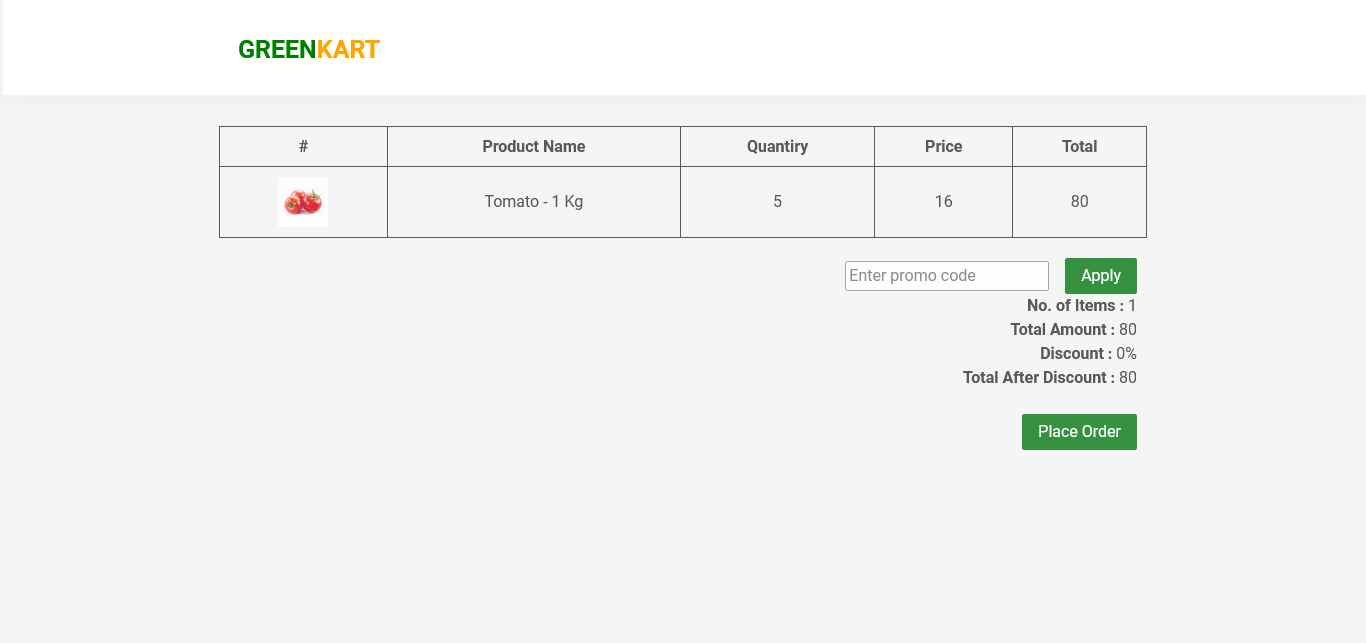 GREENKART
# Product Name Quantiry Price Total
Tomato - 1 Kg 5 16 80
Enter promo code Apply
No. of Items : 1
Total Amount : 80
Discount : 0%
Total After Discount : 80
Place Order